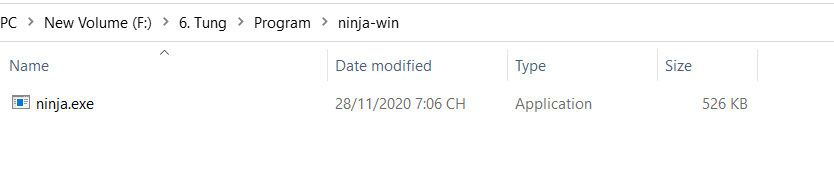 PC > New Volume (F:) > 6. Tung > Program > ninja-win
Name Date modified Type Size
ninja.exe 28/11/2020 7:06 CH Application 526 KB